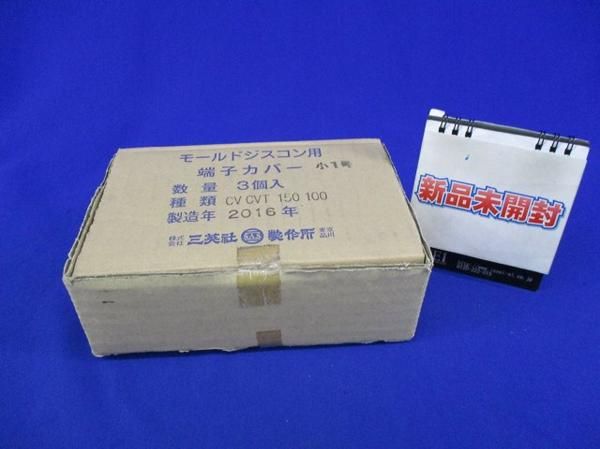 モールドジスコン用
端子カバー 小1号
数量 3個入
種類 CV CVT 150 100
製造年 2016年
株式会社 三英社製作所 東京品川
新品未開封